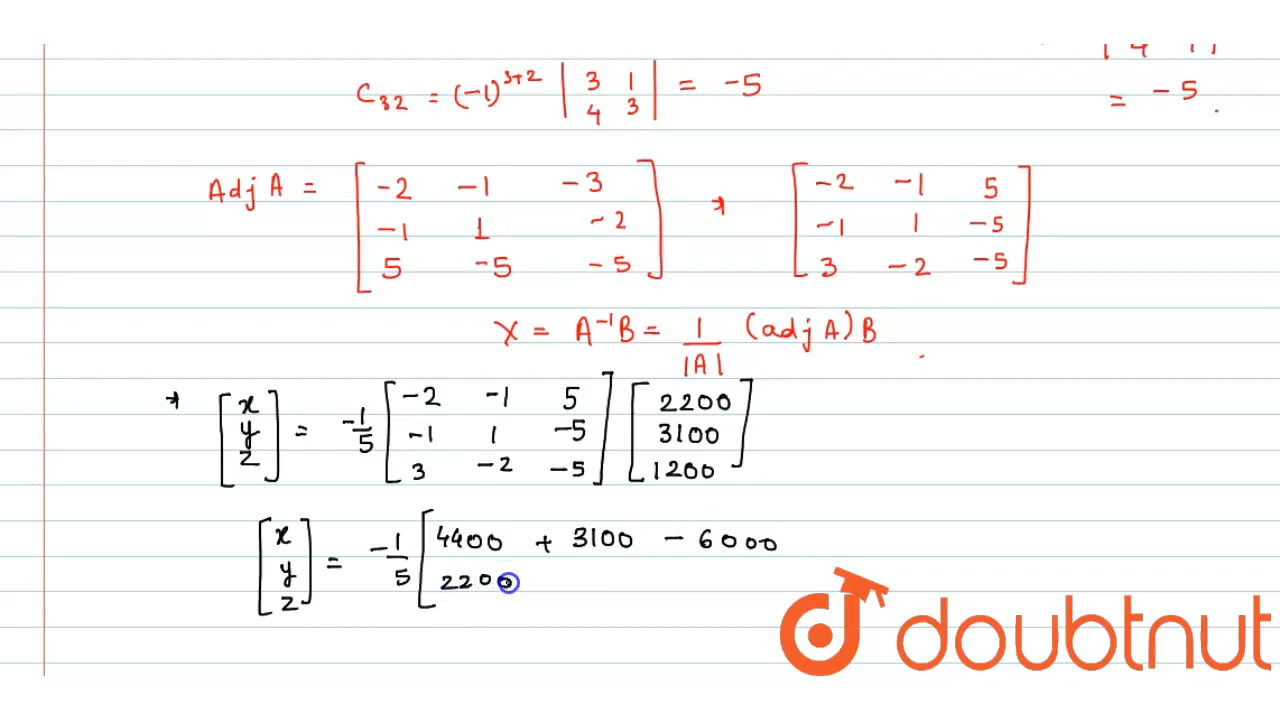 | 4 1 |
C₃₂ = (-1)³⁺² | 3 1 | = -5
| 4 3 |
= -5 .
Adj A = [ -2 -1 -3 ] → [ -2 -1 5 ]
[ -1 1 -2 ] [ -1 1 -5 ]
[ 5 -5 -5 ] [ 3 -2 -5 ]
X = A⁻¹B = 1/|A| (adj A) B
→ [ x ] = -1/5 [ -2 -1 5 ] [ 2200 ]
[ y ] [ -1 1 -5 ] [ 3100 ]
[ z ] [ 3 -2 -5 ] [ 1200 ]
[ x ] = -1/5 [ 4400 + 3100 - 6000
[ y ] [ 2200
[ z ]
doubtnut